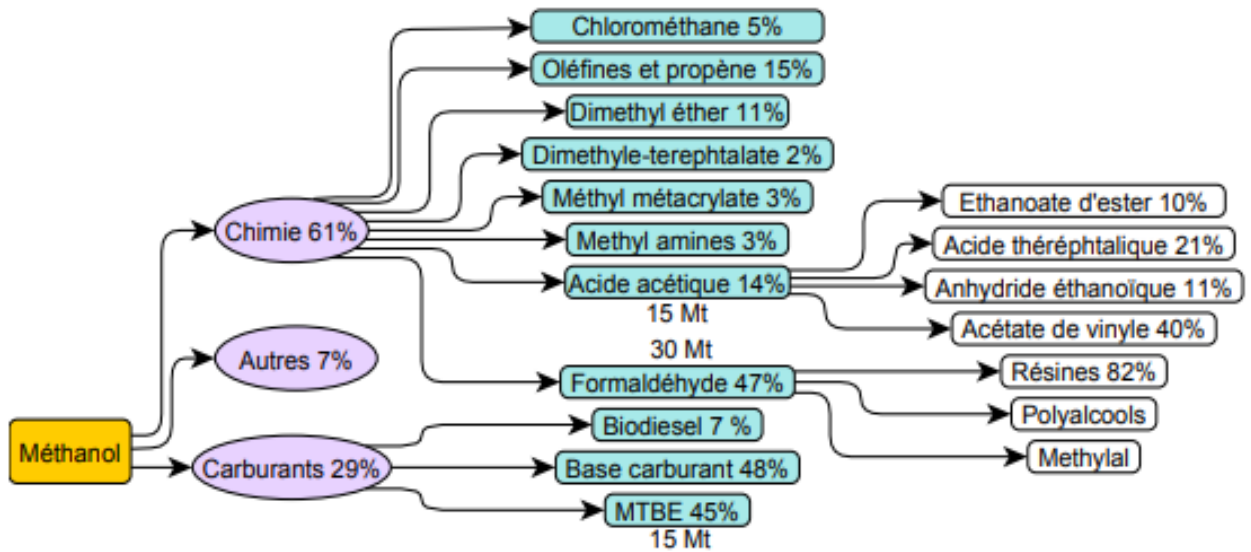 Chlorométhane 5%
Oléfines et propène 15%
Dimethyl éther 11%
Dimethyle-terephtalate 2%
Méthyl métacrylate 3%
Ethanoate d'ester 10%
Chimie 61%
Methyl amines 3%
Acide théréphtalique 21%
Acide acétique 14%
Anhydride éthanoïque 11%
15 Mt
Acétate de vinyle 40%
30 Mt
Autres 7%
Formaldéhyde 47%
Résines 82%
Polyalcools
Biodiesel 7 %
Méthanol
Methylal
Carburants 29%
Base carburant 48%
MTBE 45%
15 Mt